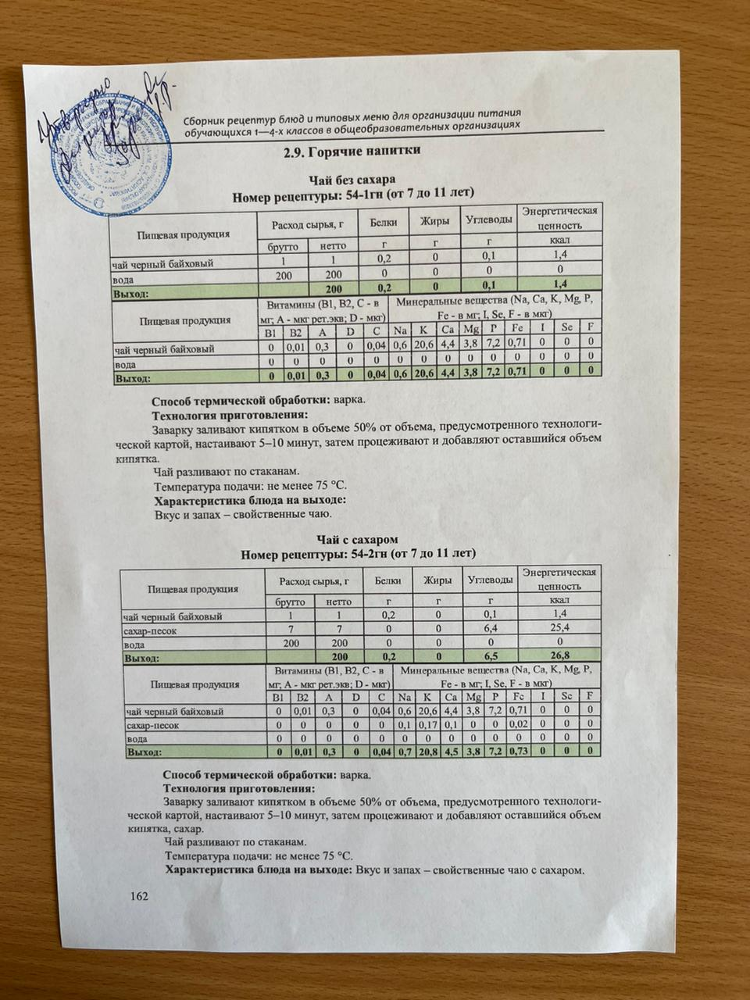 Утверждаю
Сборник рецептур блюд и типовых меню для организации питания
обучающихся 1—4-х классов в общеобразовательных организациях
2.9. Горячие напитки
Чай без сахара
Номер рецептуры: 54-1гн (от 7 до 11 лет)
Пищевая продукция Расход сырья, г Белки Жиры Углеводы Энергетическая ценность
брутто нетто г г г ккал
чай черный байховый 1 1 0,2 0 0,1 1,4
вода 200 200 0 0 0 0
Выход: 200 0,2 0 0,1 1,4
Пищевая продукция Витамины (B1, B2, C - в мг; A - мкг рет.экв; D - мкг) Минеральные вещества (Na, Ca, K, Mg, P, Fe - в мг; I, Se, F - в мкг)
B1 B2 A D C Na K Ca Mg P Fe I Se F
чай черный байховый 0 0,01 0,3 0 0,04 0,6 20,6 4,4 3,8 7,2 0,71 0 0 0
вода 0 0 0 0 0 0 0 0 0 0 0 0 0 0
Выход: 0 0,01 0,3 0 0,04 0,6 20,6 4,4 3,8 7,2 0,71 0 0 0
Способ термической обработки: варка.
Технология приготовления:
Заварку заливают кипятком в объеме 50% от объема, предусмотренного технологи-
ческой картой, настаивают 5–10 минут, затем процеживают и добавляют оставшийся объем
кипятка.
Чай разливают по стаканам.
Температура подачи: не менее 75 °С.
Характеристика блюда на выходе:
Вкус и запах – свойственные чаю.
Чай с сахаром
Номер рецептуры: 54-2гн (от 7 до 11 лет)
Пищевая продукция Расход сырья, г Белки Жиры Углеводы Энергетическая ценность
брутто нетто г г г ккал
чай черный байховый 1 1 0,2 0 0,1 1,4
сахар-песок 7 7 0 0 6,4 25,4
вода 200 200 0 0 0 0
Выход: 200 0,2 0 6,5 26,8
Пищевая продукция Витамины (B1, B2, C - в мг; A - мкг рет.экв; D - мкг) Минеральные вещества (Na, Ca, K, Mg, P, Fe - в мг; I, Se, F - в мкг)
B1 B2 A D C Na K Ca Mg P Fe I Se F
чай черный байховый 0 0,01 0,3 0 0,04 0,6 20,6 4,4 3,8 7,2 0,71 0 0 0
сахар-песок 0 0 0 0 0 0,1 0,17 0,1 0 0 0,02 0 0 0
вода 0 0 0 0 0 0 0 0 0 0 0 0 0 0
Выход: 0 0,01 0,3 0 0,04 0,7 20,8 4,5 3,8 7,2 0,73 0 0 0
Способ термической обработки: варка.
Технология приготовления:
Заварку заливают кипятком в объеме 50% от объема, предусмотренного технологи-
ческой картой, настаивают 5–10 минут, затем процеживают и добавляют оставшийся объем
кипятка, сахар.
Чай разливают по стаканам.
Температура подачи: не менее 75 °С.
Характеристика блюда на выходе: Вкус и запах – свойственные чаю с сахаром.
162